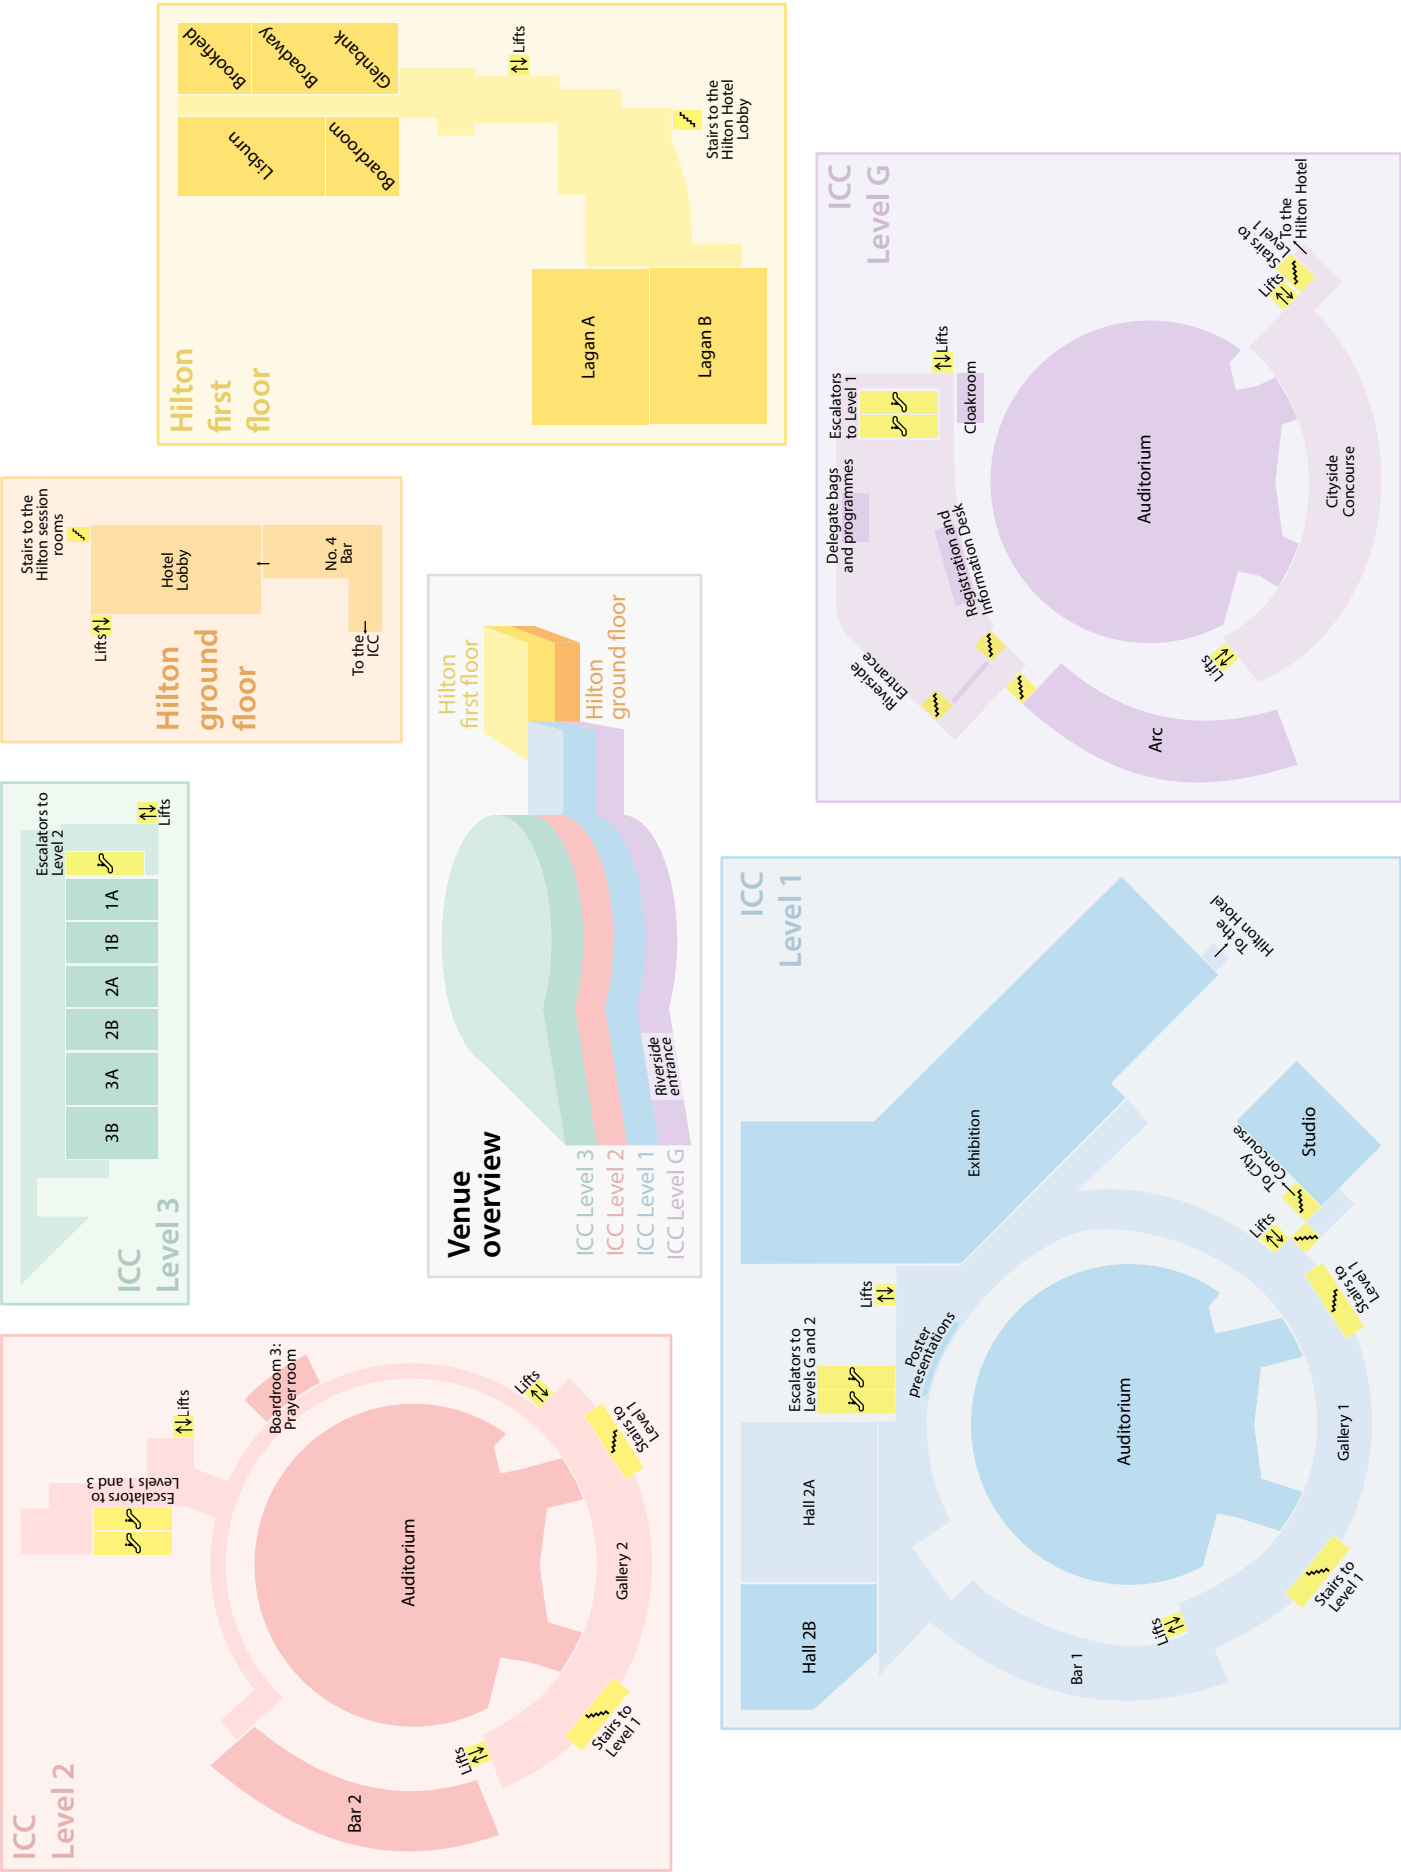 ICC
Level 2
Escalators to
Levels 1 and 3
Lifts
Boardroom 3:
Prayer room
Auditorium
Lifts
Stairs to
Level 1
Gallery 2
Stairs to
Level 1
Lifts
Bar 2
ICC
Level 3
3B
3A
2B
2A
1B
1A
Escalators to
Level 2
Lifts
Hilton
ground
floor
Stairs to the
Hilton session
rooms
Lifts
Hotel
Lobby
No. 4
Bar
To the
ICC
Hilton
first
floor
Brookfield
Broadway
Glenbank
Lisburn
Boardroom
Lifts
Stairs to the
Hilton Hotel
Lobby
Lagan A
Lagan B
Venue
overview
Hilton
first floor
Hilton
ground floor
ICC Level 3
ICC Level 2
ICC Level 1
ICC Level G
Riverside
entrance
ICC
Level 1
Hall 2B
Hall 2A
Escalators to
Levels G and 2
Lifts
Exhibition
To the
Hilton Hotel
Poster
presentations
Auditorium
Studio
To City
Concourse
Lifts
Stairs to
Level 1
Gallery 1
Stairs to
Level 1
Lifts
Bar 1
ICC
Level G
Delegate bags
and programmes
Escalators
to Level 1
Lifts
Cloakroom
Registration and
Information Desk
Riverside
Entrance
Auditorium
Lifts
Stairs to
Level 1
To the
Hilton Hotel
Cityside
Concourse
Lifts
Arc